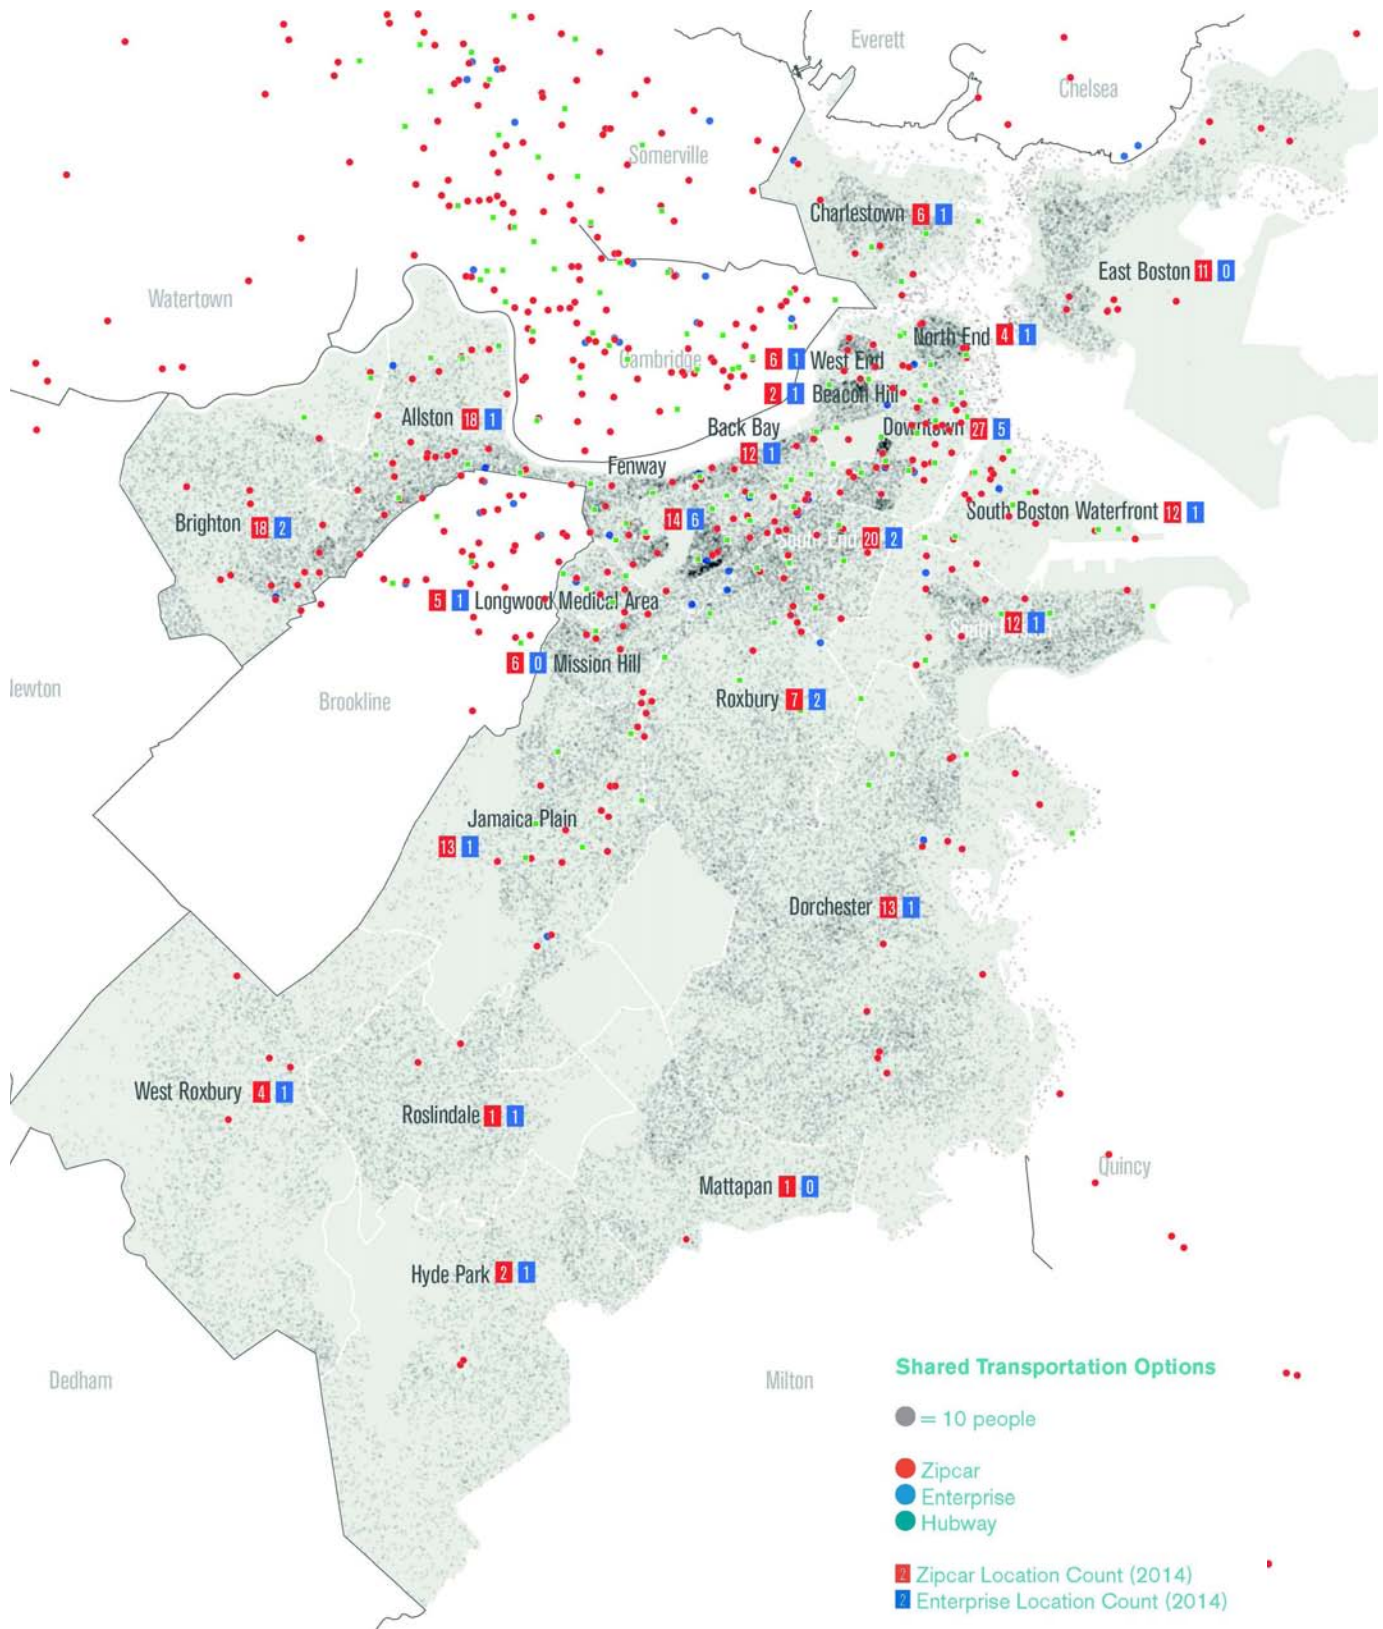 Everett
Chelsea
Somerville
Charlestown 6 1
East Boston 11 0
Watertown
North End 4 1
Cambridge
6 1 West End
2 1 Beacon Hill
Allston 18 1
Back Bay
12 1
Downtown 27 5
Fenway
14 6
South Boston Waterfront 12 1
Brighton 18 2
South End 20 2
5 1 Longwood Medical Area
12 1
6 0 Mission Hill
lewton
Brookline
Roxbury 7 2
Jamaica Plain
13 1
Dorchester 13 1
West Roxbury 4 1
Roslindale 1 1
Quincy
Mattapan 1 0
Hyde Park 2 1
Dedham
Milton
Shared Transportation Options
= 10 people
Zipcar
Enterprise
Hubway
2 Zipcar Location Count (2014)
2 Enterprise Location Count (2014)